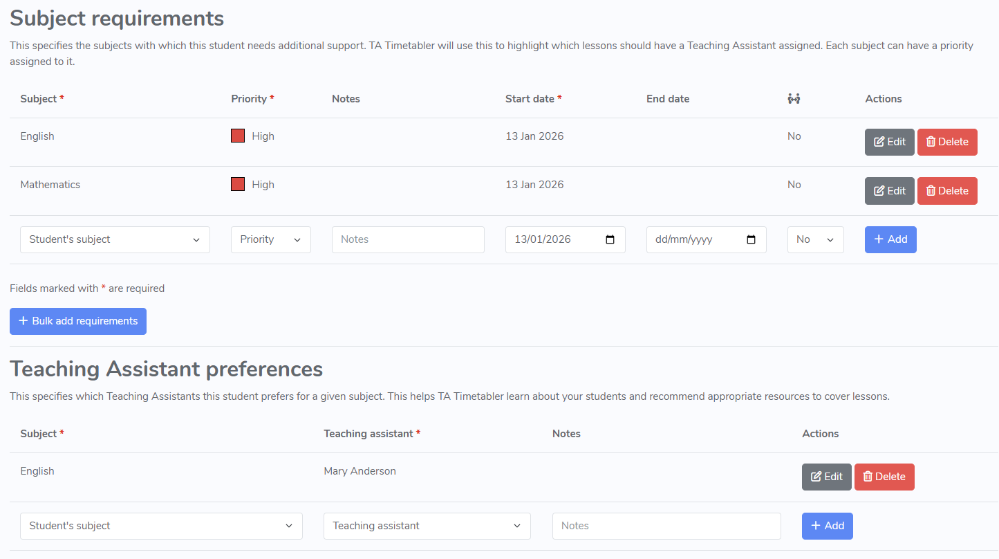 Subject requirements
This specifies the subjects with which this student needs additional support. TA Timetabler will use this to highlight which lessons should have a Teaching Assistant assigned. Each subject can have a priority
assigned to it.
Subject * Priority * Notes Start date * End date Actions
English High 13 Jan 2026 No Edit Delete
Mathematics High 13 Jan 2026 No Edit Delete
Student's subject Priority Notes 13/01/2026 dd/mm/yyyy No + Add
Fields marked with * are required
+ Bulk add requirements
Teaching Assistant preferences
This specifies which Teaching Assistants this student prefers for a given subject. This helps TA Timetabler learn about your students and recommend appropriate resources to cover lessons.
Subject * Teaching assistant * Notes Actions
English Mary Anderson Edit Delete
Student's subject Teaching assistant Notes + Add